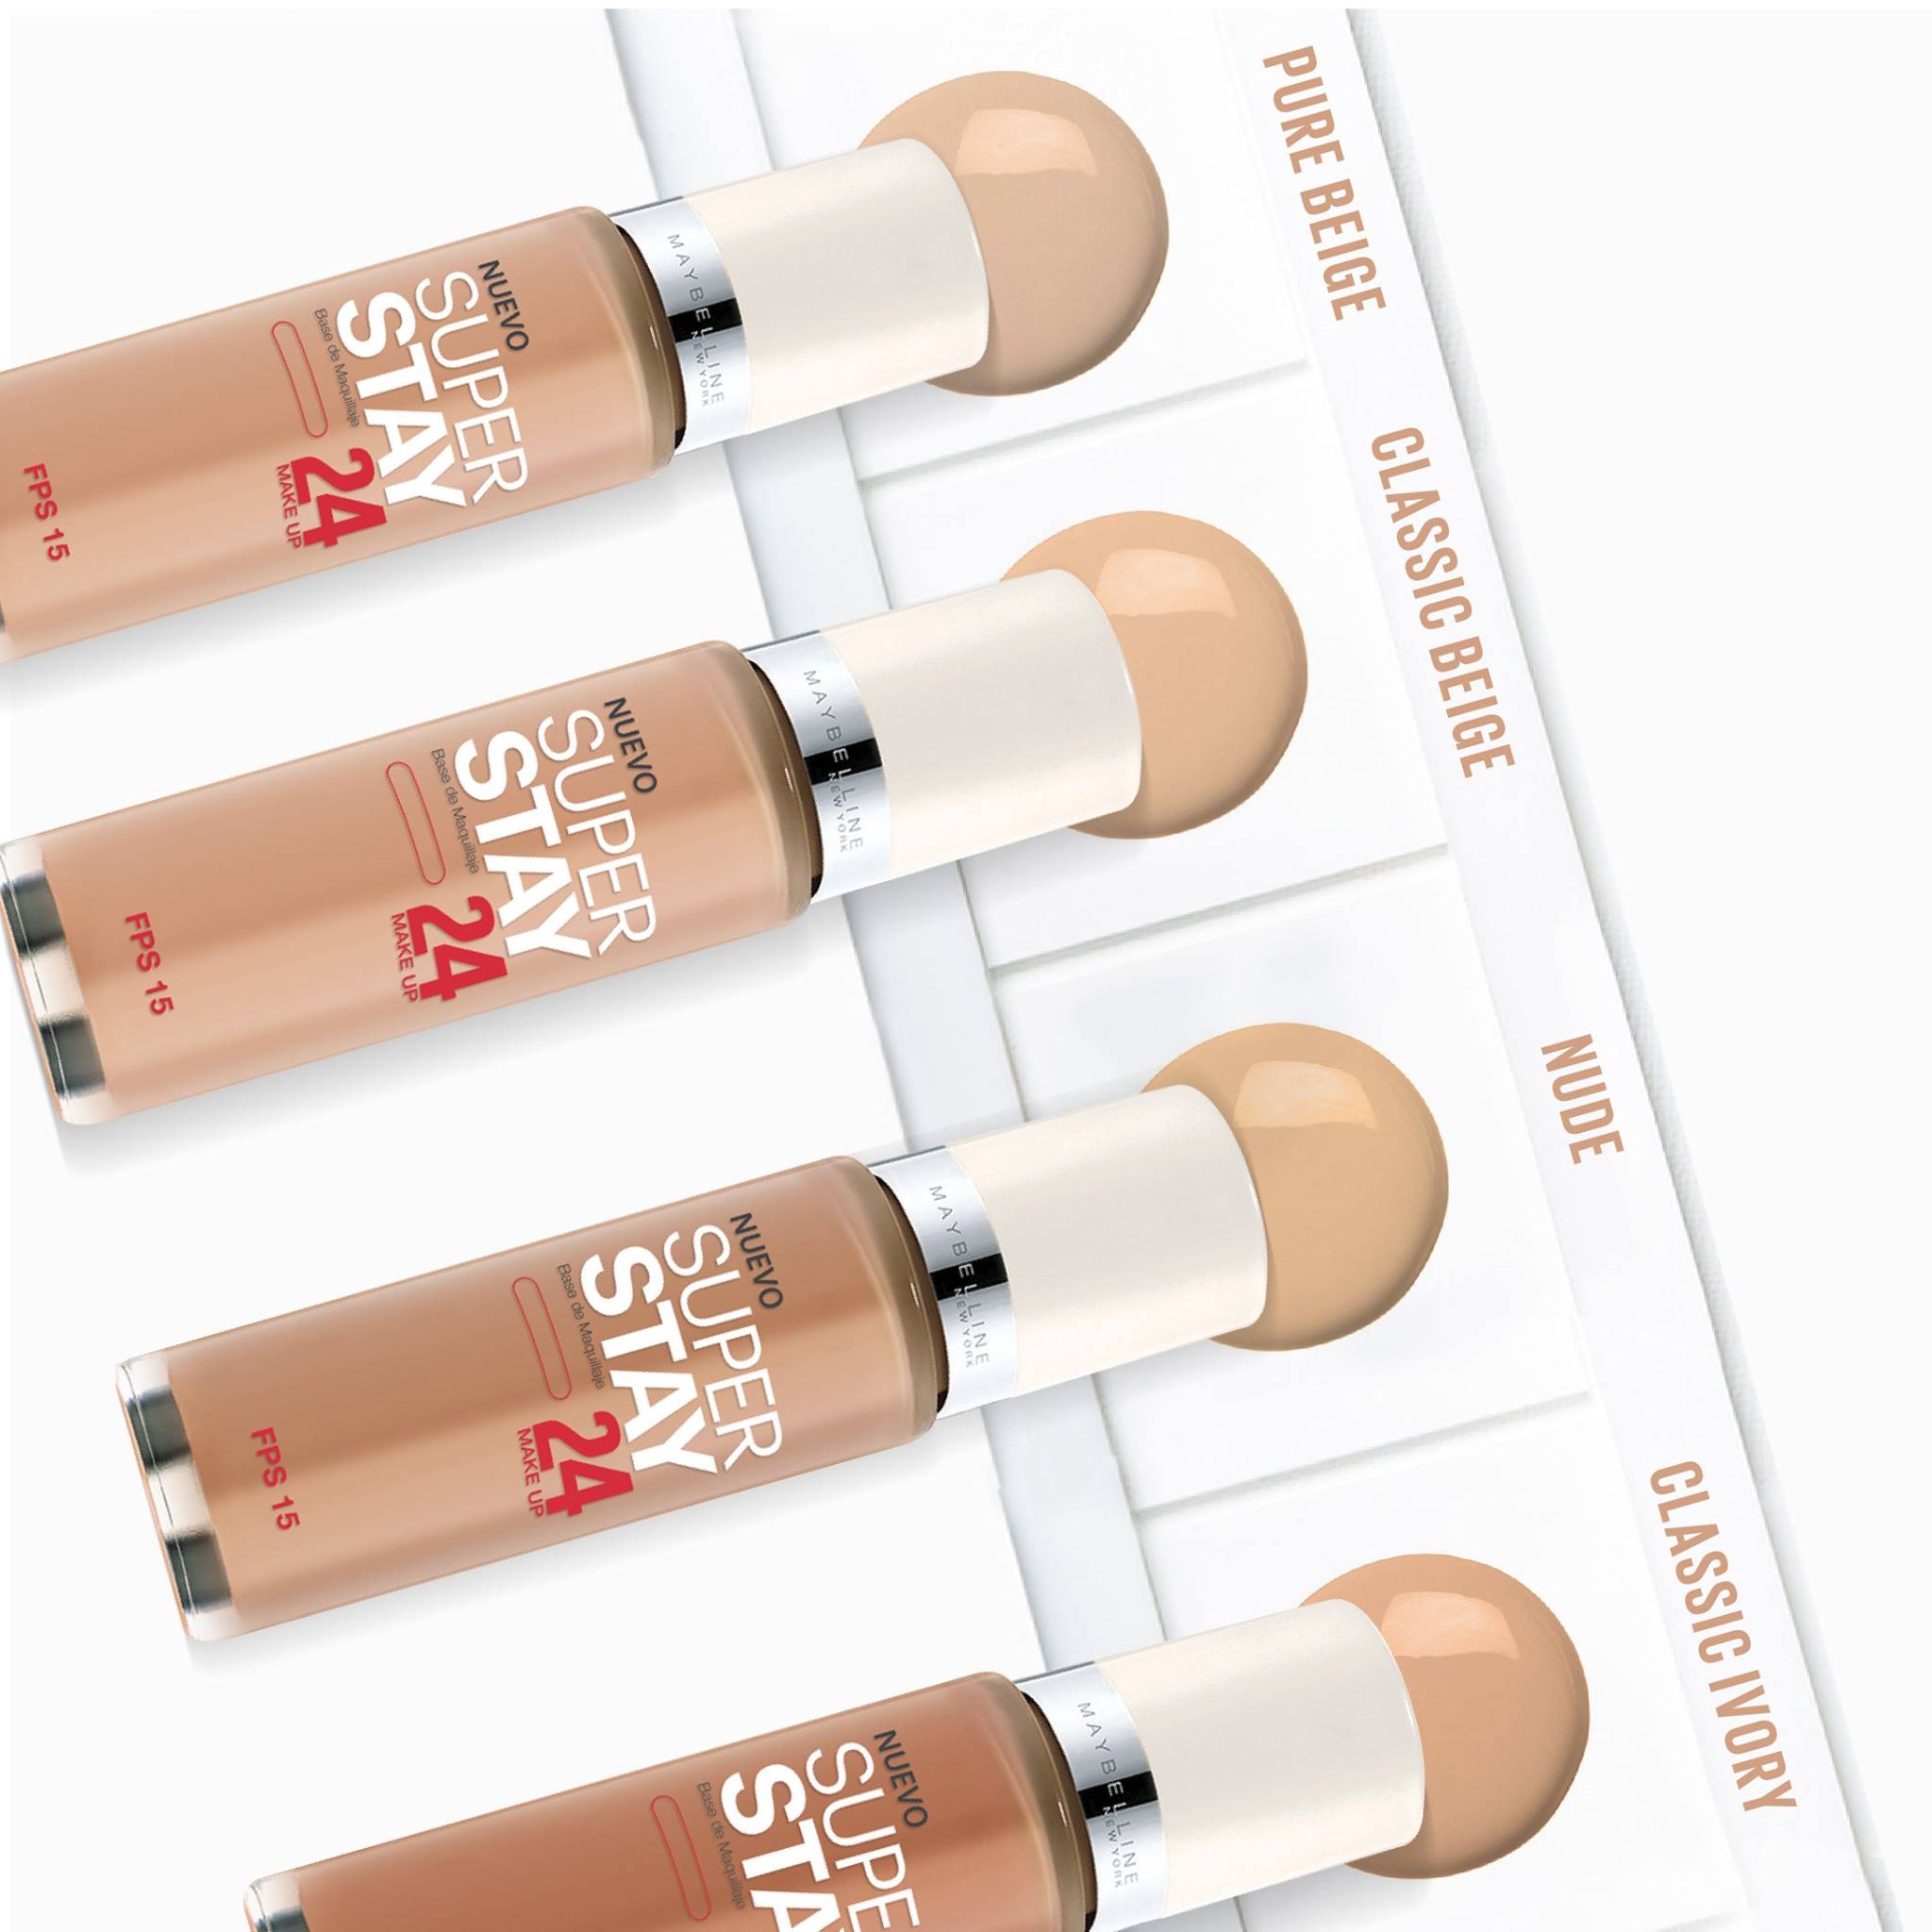 PURE BEIGE
MAYBELLINE
NEW YORK
NUEVO
SUPER
STAY
Base de Maquillaje
24
MAKE UP
FPS 15
CLASSIC BEIGE
MAYBELLINE
NEW YORK
NUEVO
SUPER
STAY
Base de Maquillaje
24
MAKE UP
FPS 15
NUDE
MAYBELLINE
NEW YORK
NUEVO
SUPER
STAY
Base de Maquillaje
24
MAKE UP
FPS 15
CLASSIC IVORY
MAYBELLINE
NEW YORK
NUEVO
SUPE
STA
Base de Maquillaje